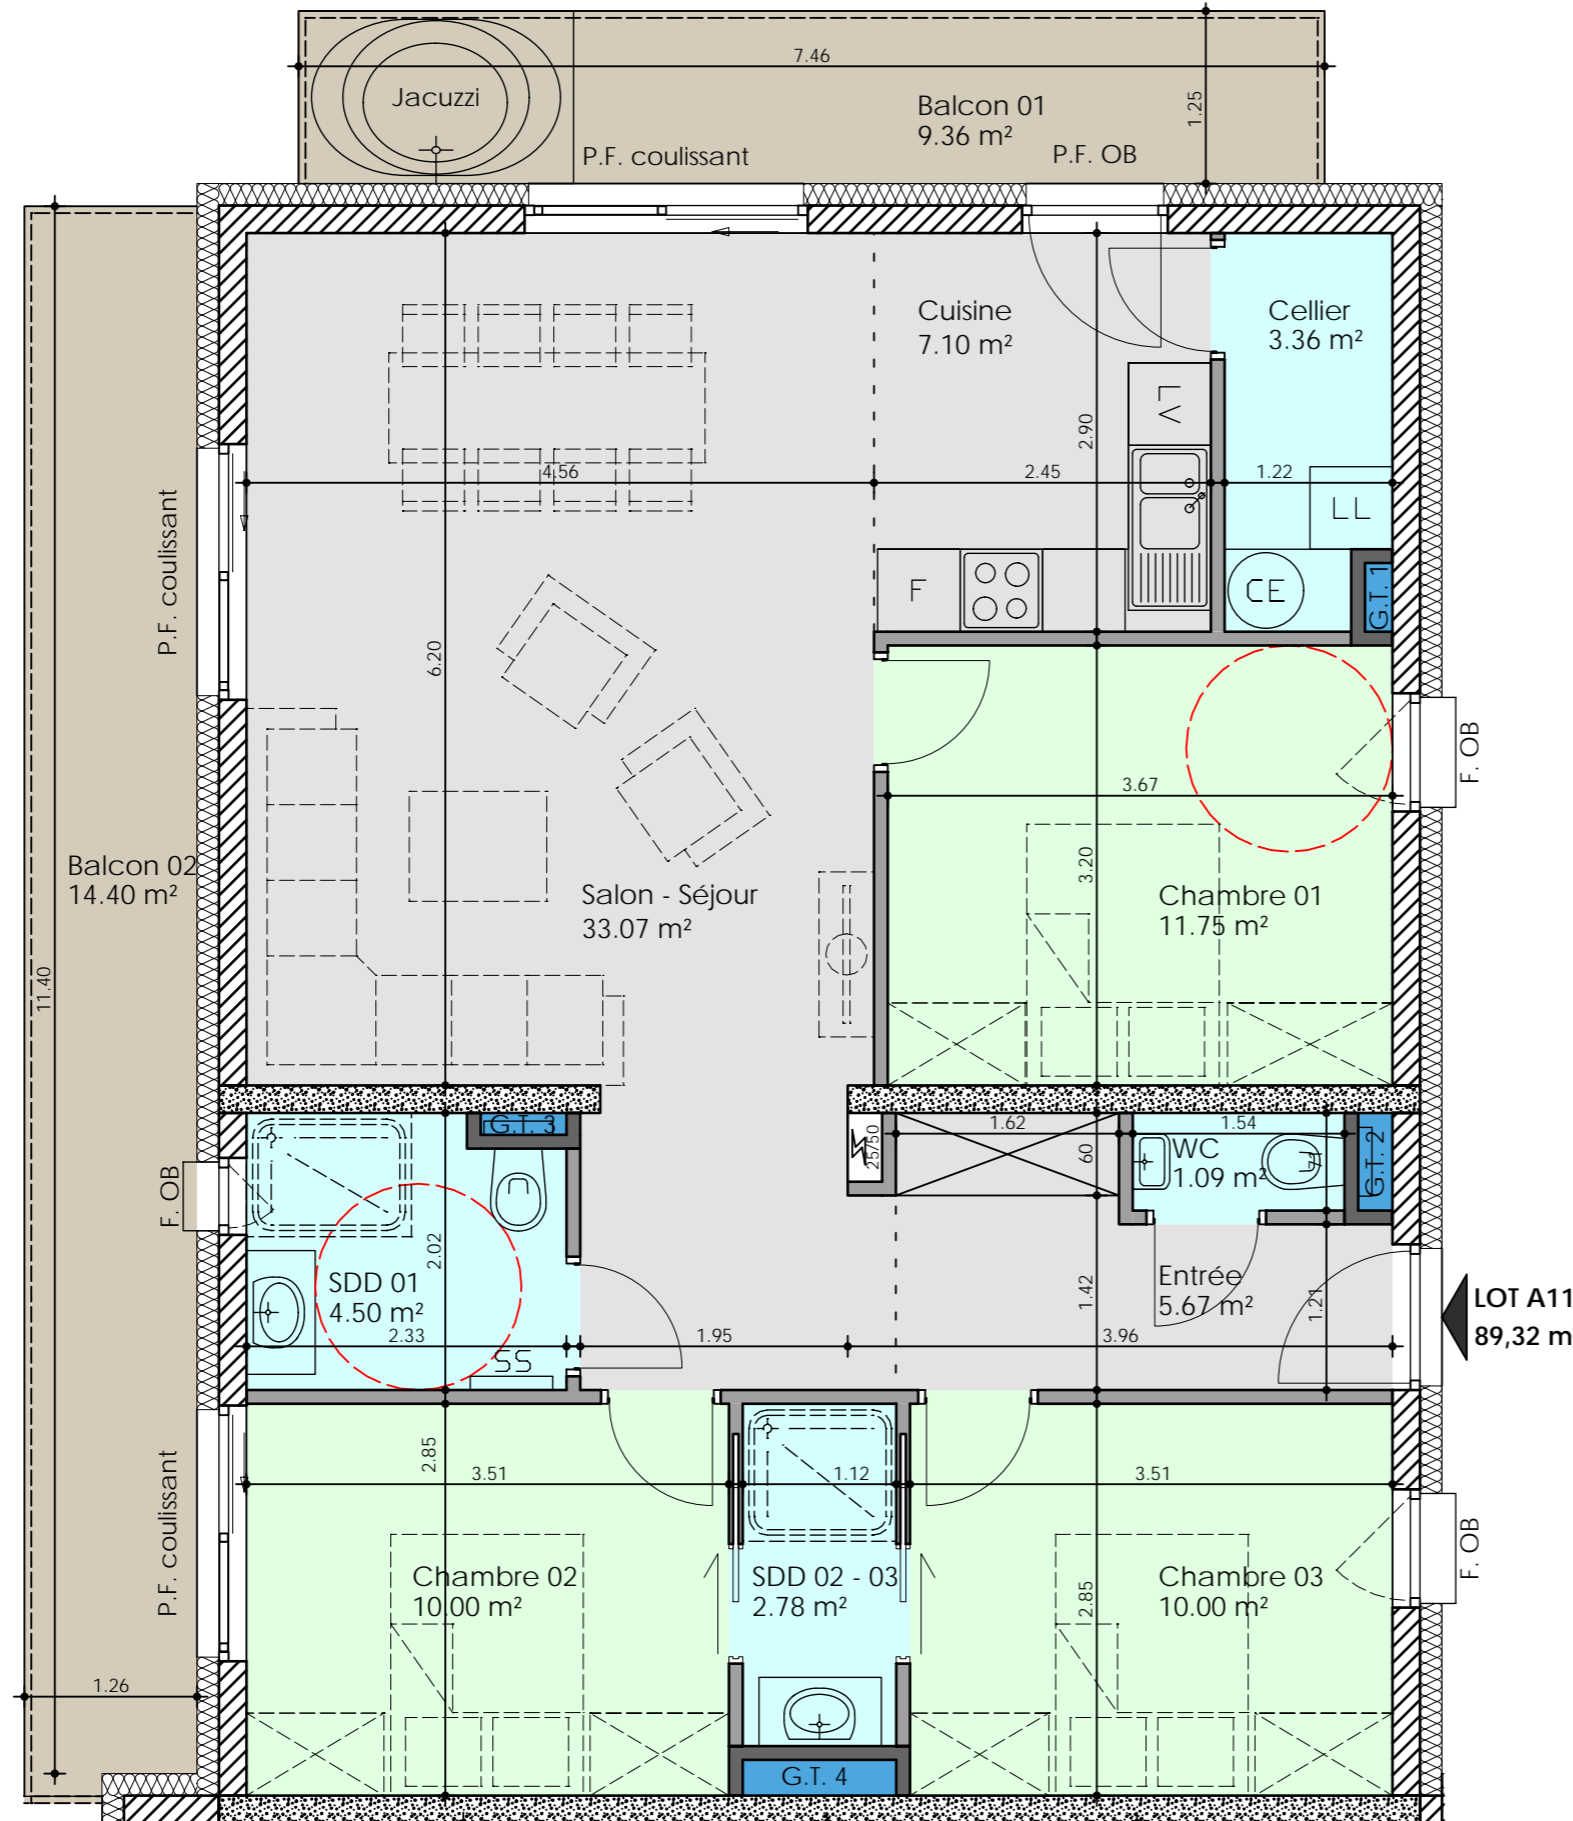 7.46
Jacuzzi
Balcon 01
9.36 m²
1.25
P.F. coulissant
P.F. OB
Cuisine
7.10 m²
Cellier
3.36 m²
LV
2.90
4.56
2.45
1.22
LL
P.F. coulissant
F
CE
G.T. 1
6.20
F. OB
3.67
3.20
Balcon 02
14.40 m²
Salon - Séjour
33.07 m²
Chambre 01
11.75 m²
11.40
G.T. 3
25750
1.62
60
1.54
WC
1.09 m²
G.T. 2
F. OB
2.02
SDD 01
4.50 m²
1.42
Entrée
5.67 m²
1.21
LOT A11
89,32 m
2.33
1.95
3.96
SS
P.F. coulissant
2.85
3.51
1.12
3.51
Chambre 02
10.00 m²
SDD 02 - 03
2.78 m²
2.85
Chambre 03
10.00 m²
F. OB
1.26
G.T. 4